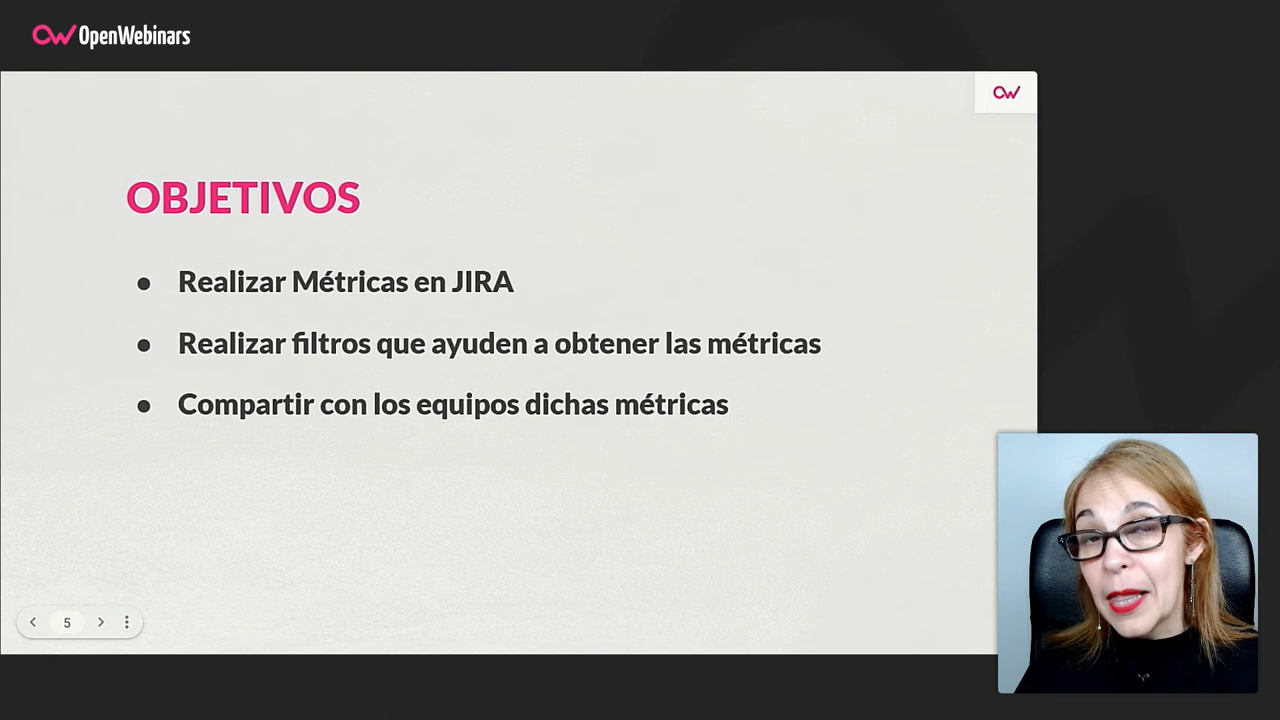 OpenWebinars
OBJETIVOS
● Realizar Métricas en JIRA
● Realizar filtros que ayuden a obtener las métricas
● Compartir con los equipos dichas métricas
5